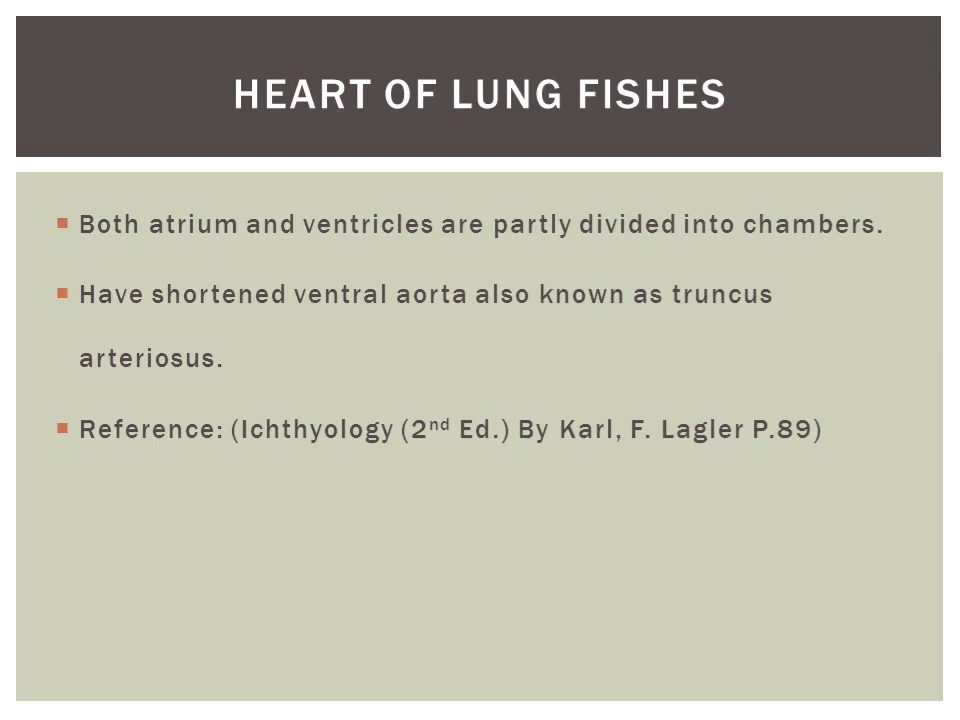 HEART OF LUNG FISHES
Both atrium and ventricles are partly divided into chambers.
Have shortened ventral aorta also known as truncus
arteriosus.
Reference: (Ichthyology (2nd Ed.) By Karl, F. Lagler P.89)